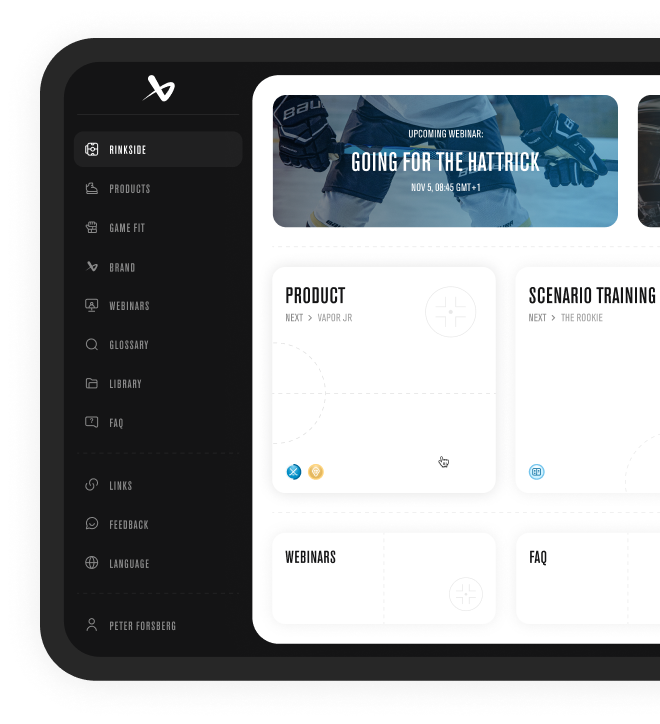 RINKSIDE
PRODUCTS
GAME FIT
BRAND
WEBINARS
GLOSSARY
LIBRARY
FAQ
LINKS
FEEDBACK
LANGUAGE
PETER FORSBERG
BAU
UPCOMING WEBINAR:
GOING FOR THE HATTRICK
NOV 5, 08:45 GMT+1
PRODUCT
NEXT > VAPOR JR
SCENARIO TRAINING
NEXT > THE ROOKIE
WEBINARS
FAQ